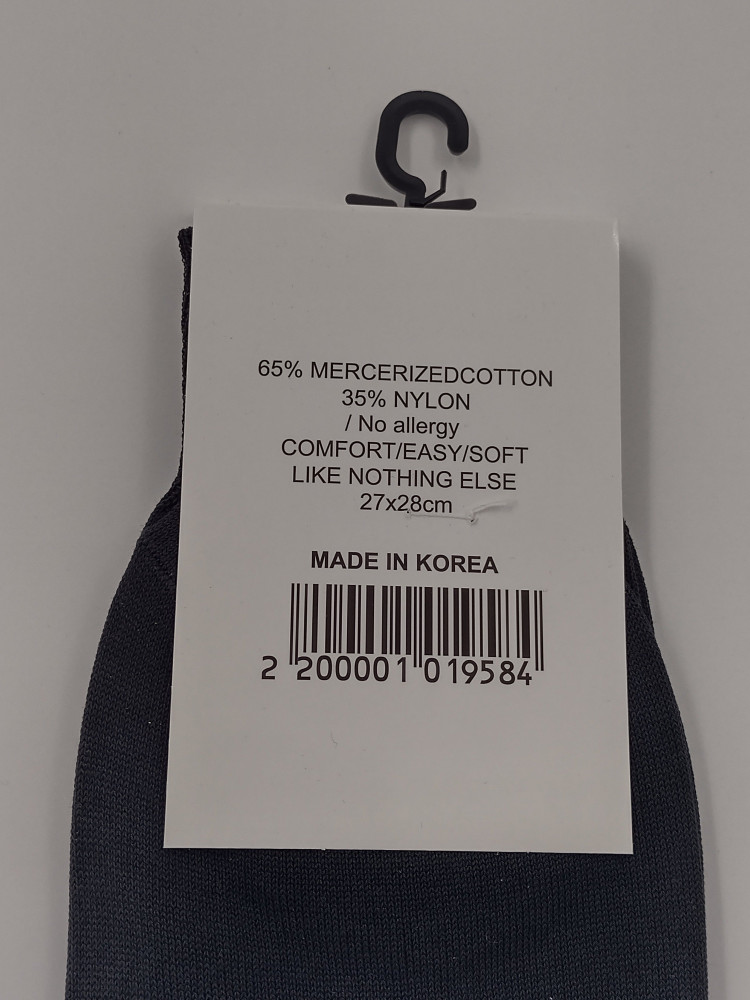 65% MERCERIZEDCOTTON
35% NYLON
/ No allergy
COMFORT/EASY/SOFT
LIKE NOTHING ELSE
27x28cm
MADE IN KOREA
2 200001 019584